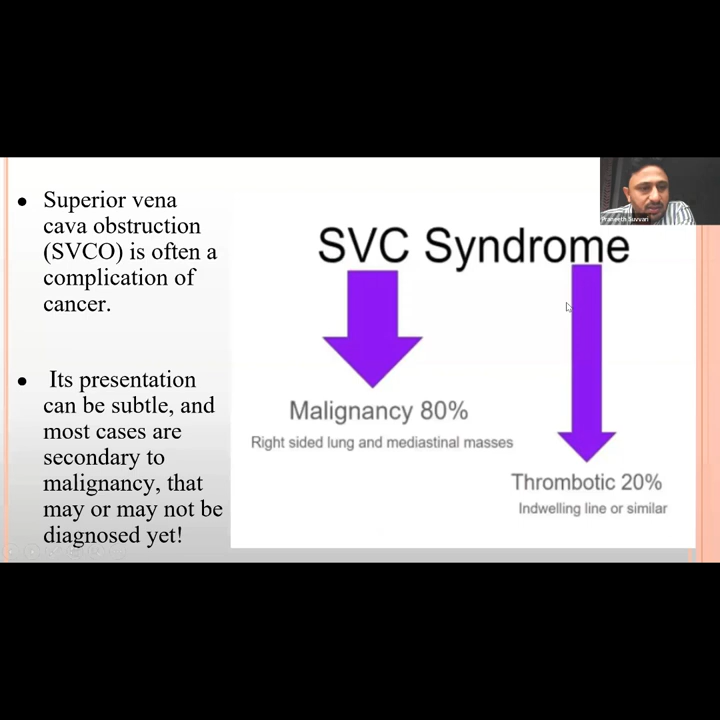 ● Superior vena
cava obstruction
(SVCO) is often a
complication of
cancer.
● Its presentation
can be subtle, and
most cases are
secondary to
malignancy, that
may or may not be
diagnosed yet!
SVC Syndrome
Malignancy 80%
Right sided lung and mediastinal masses
Thrombotic 20%
Indwelling line or similar
Praneeth Suvvari